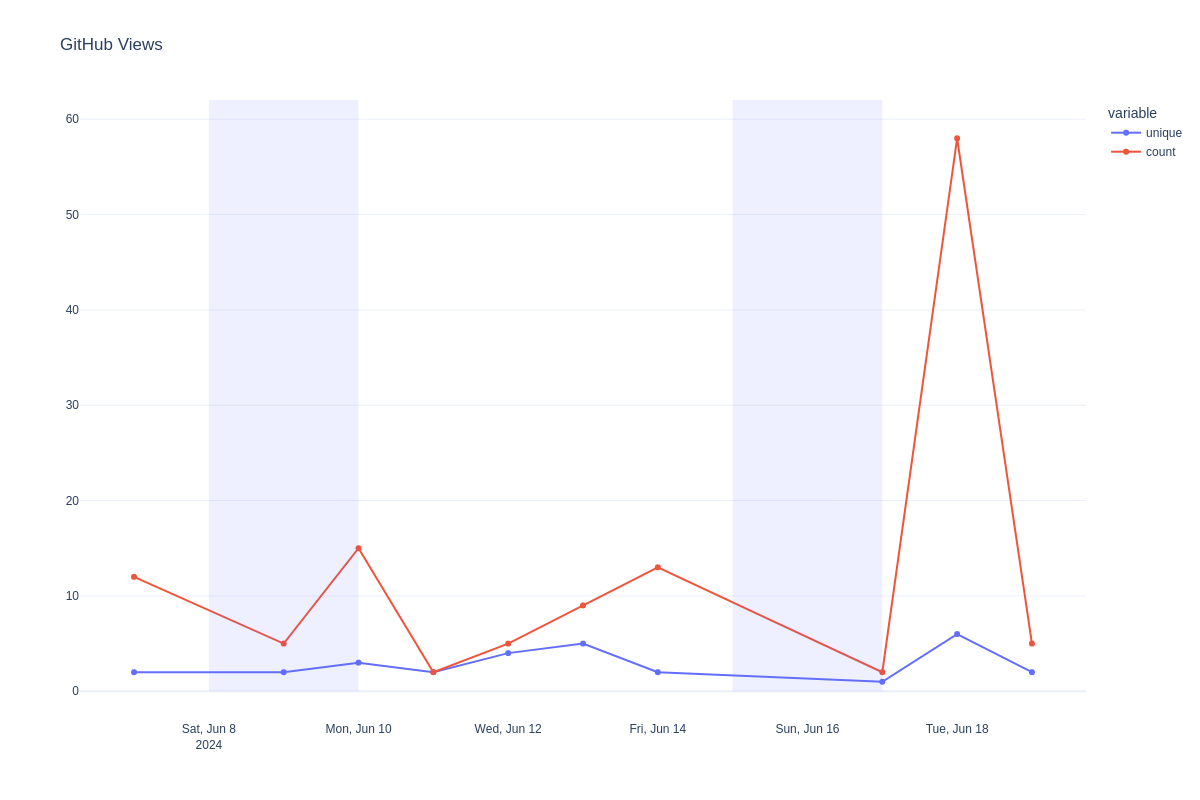 GitHub Views
60
50
40
30
20
10
0
Sat, Jun 8
2024
Mon, Jun 10
Wed, Jun 12
Fri, Jun 14
Sun, Jun 16
Tue, Jun 18
variable
unique
count